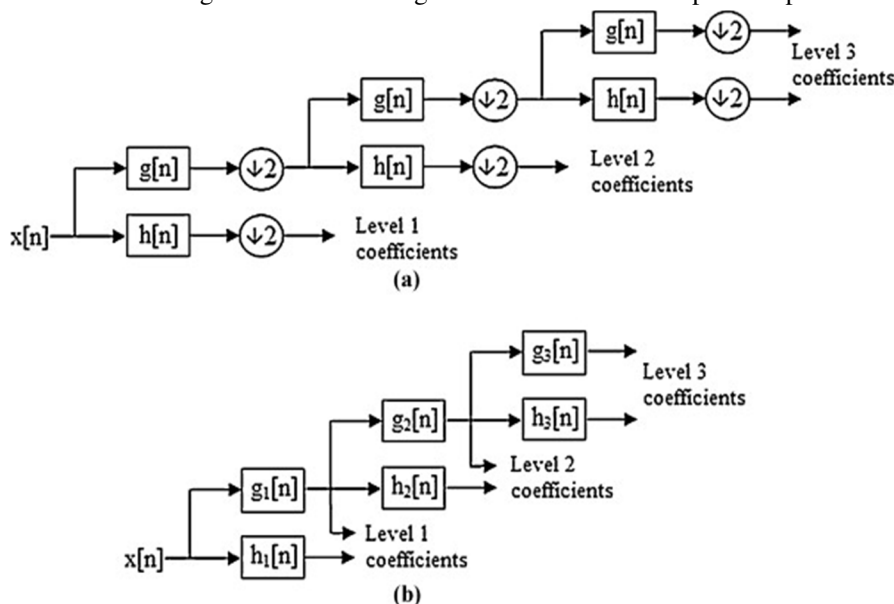 g[n] ↓2
Level 3
coefficients
g[n] ↓2 h[n] ↓2
g[n] ↓2 h[n] ↓2
Level 2
coefficients
x[n] h[n] ↓2
Level 1
coefficients
(a)
g₃[n]
Level 3
coefficients
g₂[n] h₃[n]
g₁[n] h₂[n]
Level 2
coefficients
x[n] h₁[n]
Level 1
coefficients
(b)